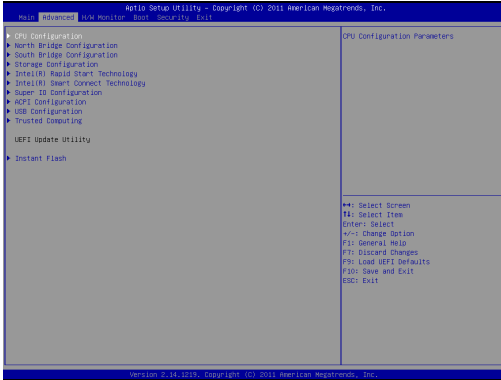 Aptio Setup Utility - Copyright (C) 2011 American Megatrends, Inc.
Main Advanced H/W Monitor Boot Security Exit
CPU Configuration
North Bridge Configuration
South Bridge Configuration
Storage Configuration
Intel(R) Rapid Start Technology
Intel(R) Smart Connect Technology
Super IO Configuration
ACPI Configuration
USB Configuration
Trusted Computing
UEFI Update Utility
Instant Flash
CPU Configuration Parameters
→←: Select Screen
↑↓: Select Item
Enter: Select
+/-: Change Option
F1: General Help
F7: Discard Changes
F9: Load UEFI Defaults
F10: Save and Exit
ESC: Exit
Version 2.14.1219. Copyright (C) 2011 American Megatrends, Inc.